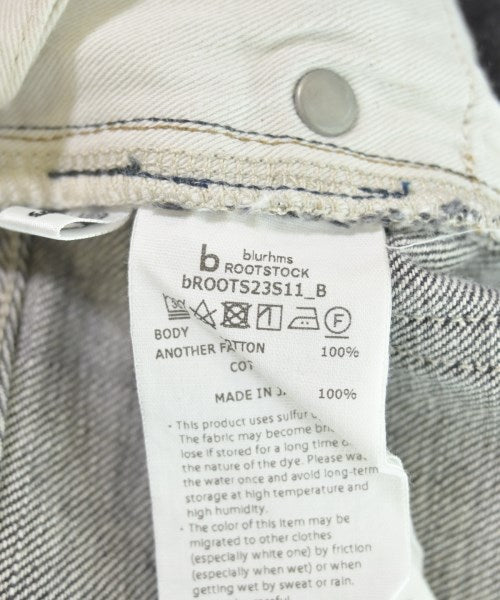 b blurhms
ROOTSTOCK
bROOTS23S11_B
F
BODY
ANOTHER
100%
MADE IN 100%
・This product uses sulfur
The fabric may become
lose if stored for a long time
the nature of the dye. Please
the water once and avoid long-term
storage at high temperature and
high humidity.
・The color of this item may be
migrated to other clothes
(especially white one) by friction
(especially when wet) or when
getting wet by sweat or rain.